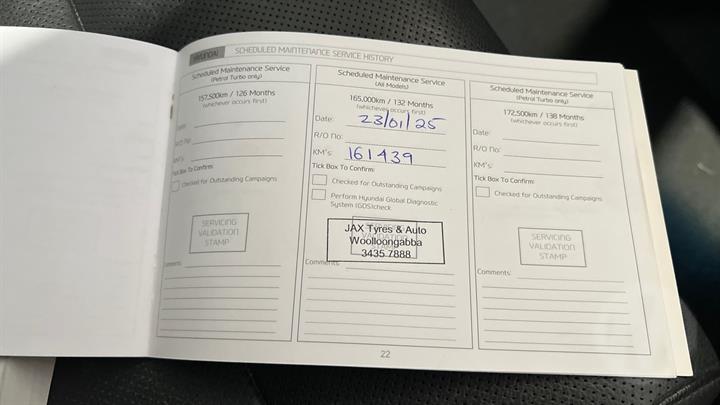 HYUNDAI SCHEDULED MAINTENANCE SERVICE HISTORY
Scheduled Maintenance Service
(Petrol Turbo only)
157,500km / 126 Months
(whichever occurs first)
Date:
R/O No:
KM's:
Tick Box To Confirm:
Checked for Outstanding Campaigns
SERVICING
VALIDATION
STAMP
Comments:
Scheduled Maintenance Service
(All Models)
165,000km / 132 Months
(whichever occurs first)
Date: 23/01/25
R/O No:
KM's: 161439
Tick Box To Confirm:
Checked for Outstanding Campaigns
Perform Hyundai Global Diagnostic
System (GDS)check
JAX Tyres & Auto
Woolloongabba
3435 7888
Comments:
Scheduled Maintenance Service
(Petrol Turbo only)
172,500km / 138 Months
(whichever occurs first)
Date:
R/O No:
KM's:
Tick Box To Confirm:
Checked for Outstanding Campaigns
SERVICING
VALIDATION
STAMP
Comments:
22